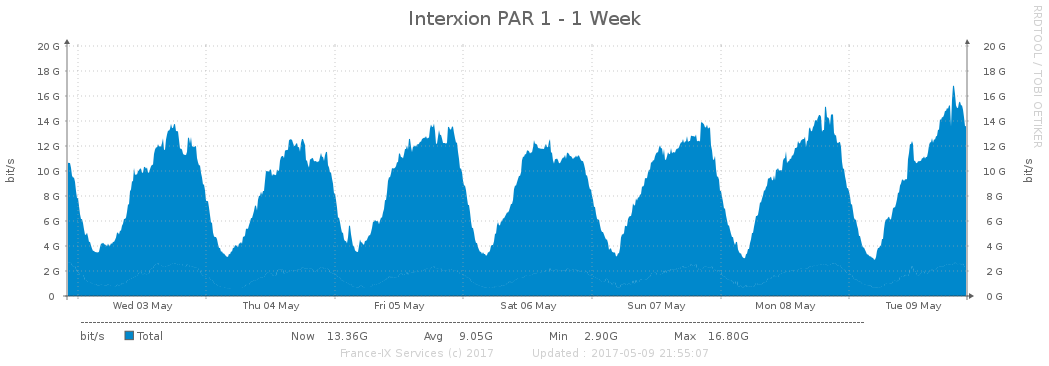 Interxion PAR 1 - 1 Week
RRDTOOL / TOBI OETIKER
20 G 20 G
18 G 18 G
16 G 16 G
14 G 14 G
12 G 12 G
10 G 10 G
8 G 8 G
6 G 6 G
4 G 4 G
2 G 2 G
0 0 G
bit/s bit/s
Wed 03 May Thu 04 May Fri 05 May Sat 06 May Sun 07 May Mon 08 May Tue 09 May
bit/s Total Now 13.36G Avg 9.05G Min 2.90G Max 16.80G
France-IX Services (c) 2017 Updated : 2017-05-09 21:55:07